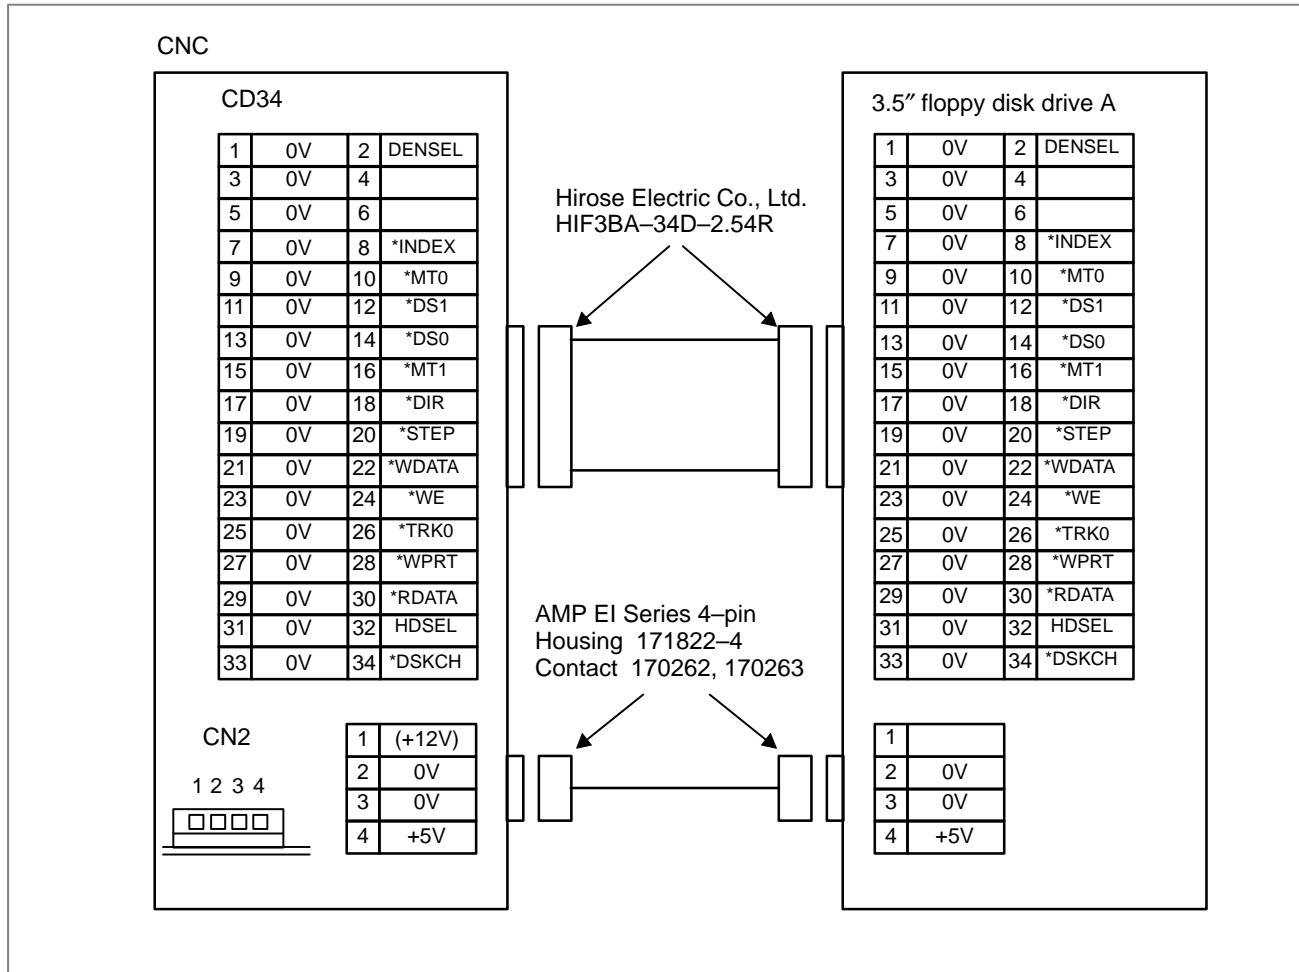 CNC
CD34
1 0V 2 DENSEL
3 0V 4
5 0V 6
7 0V 8 *INDEX
9 0V 10 *MT0
11 0V 12 *DS1
13 0V 14 *DS0
15 0V 16 *MT1
17 0V 18 *DIR
19 0V 20 *STEP
21 0V 22 *WDATA
23 0V 24 *WE
25 0V 26 *TRK0
27 0V 28 *WPRT
29 0V 30 *RDATA
31 0V 32 HDSEL
33 0V 34 *DSKCH
CN2
1 2 3 4
1 (+12V)
2 0V
3 0V
4 +5V
Hirose Electric Co., Ltd.
HIF3BA–34D–2.54R
AMP EI Series 4–pin
Housing 171822–4
Contact 170262, 170263
3.5″ floppy disk drive A
1 0V 2 DENSEL
3 0V 4
5 0V 6
7 0V 8 *INDEX
9 0V 10 *MT0
11 0V 12 *DS1
13 0V 14 *DS0
15 0V 16 *MT1
17 0V 18 *DIR
19 0V 20 *STEP
21 0V 22 *WDATA
23 0V 24 *WE
25 0V 26 *TRK0
27 0V 28 *WPRT
29 0V 30 *RDATA
31 0V 32 HDSEL
33 0V 34 *DSKCH
1
2 0V
3 0V
4 +5V